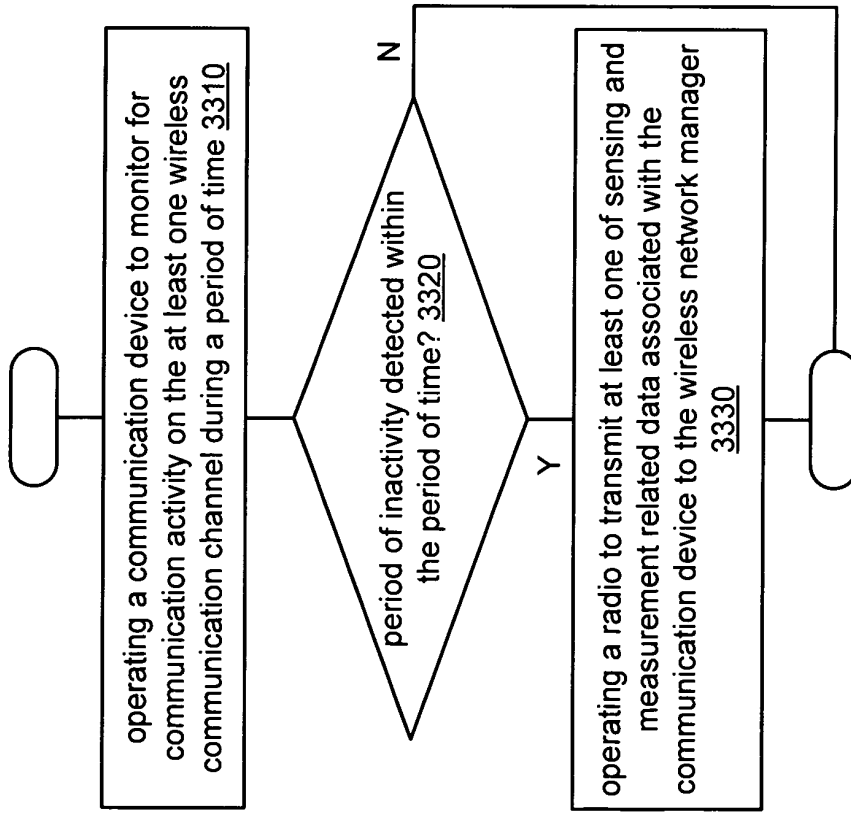 operating a communication device to monitor for
communication activity on the at least one wireless
communication channel during a period of time 3310
period of inactivity detected within
the period of time? 3320
N
Y
operating a radio to transmit at least one of sensing and
measurement related data associated with the
communication device to the wireless network manager
3330